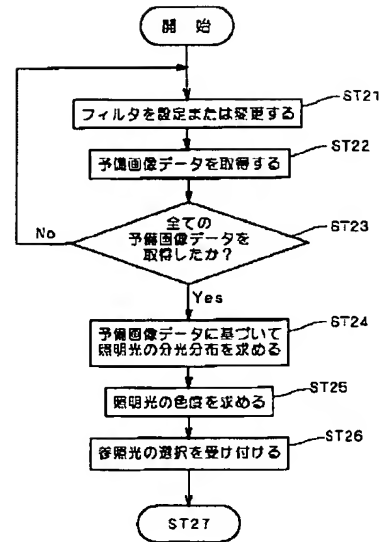 開 始
フィルタを設定または変更する
ST21
予備画像データを取得する
ST22
全ての
予備画像データを
取得したか?
ST23
No
Yes
予備画像データに基づいて
照明光の分光分布を求める
ST24
照明光の色度を求める
ST25
参照光の選択を受け付ける
ST26
ST27